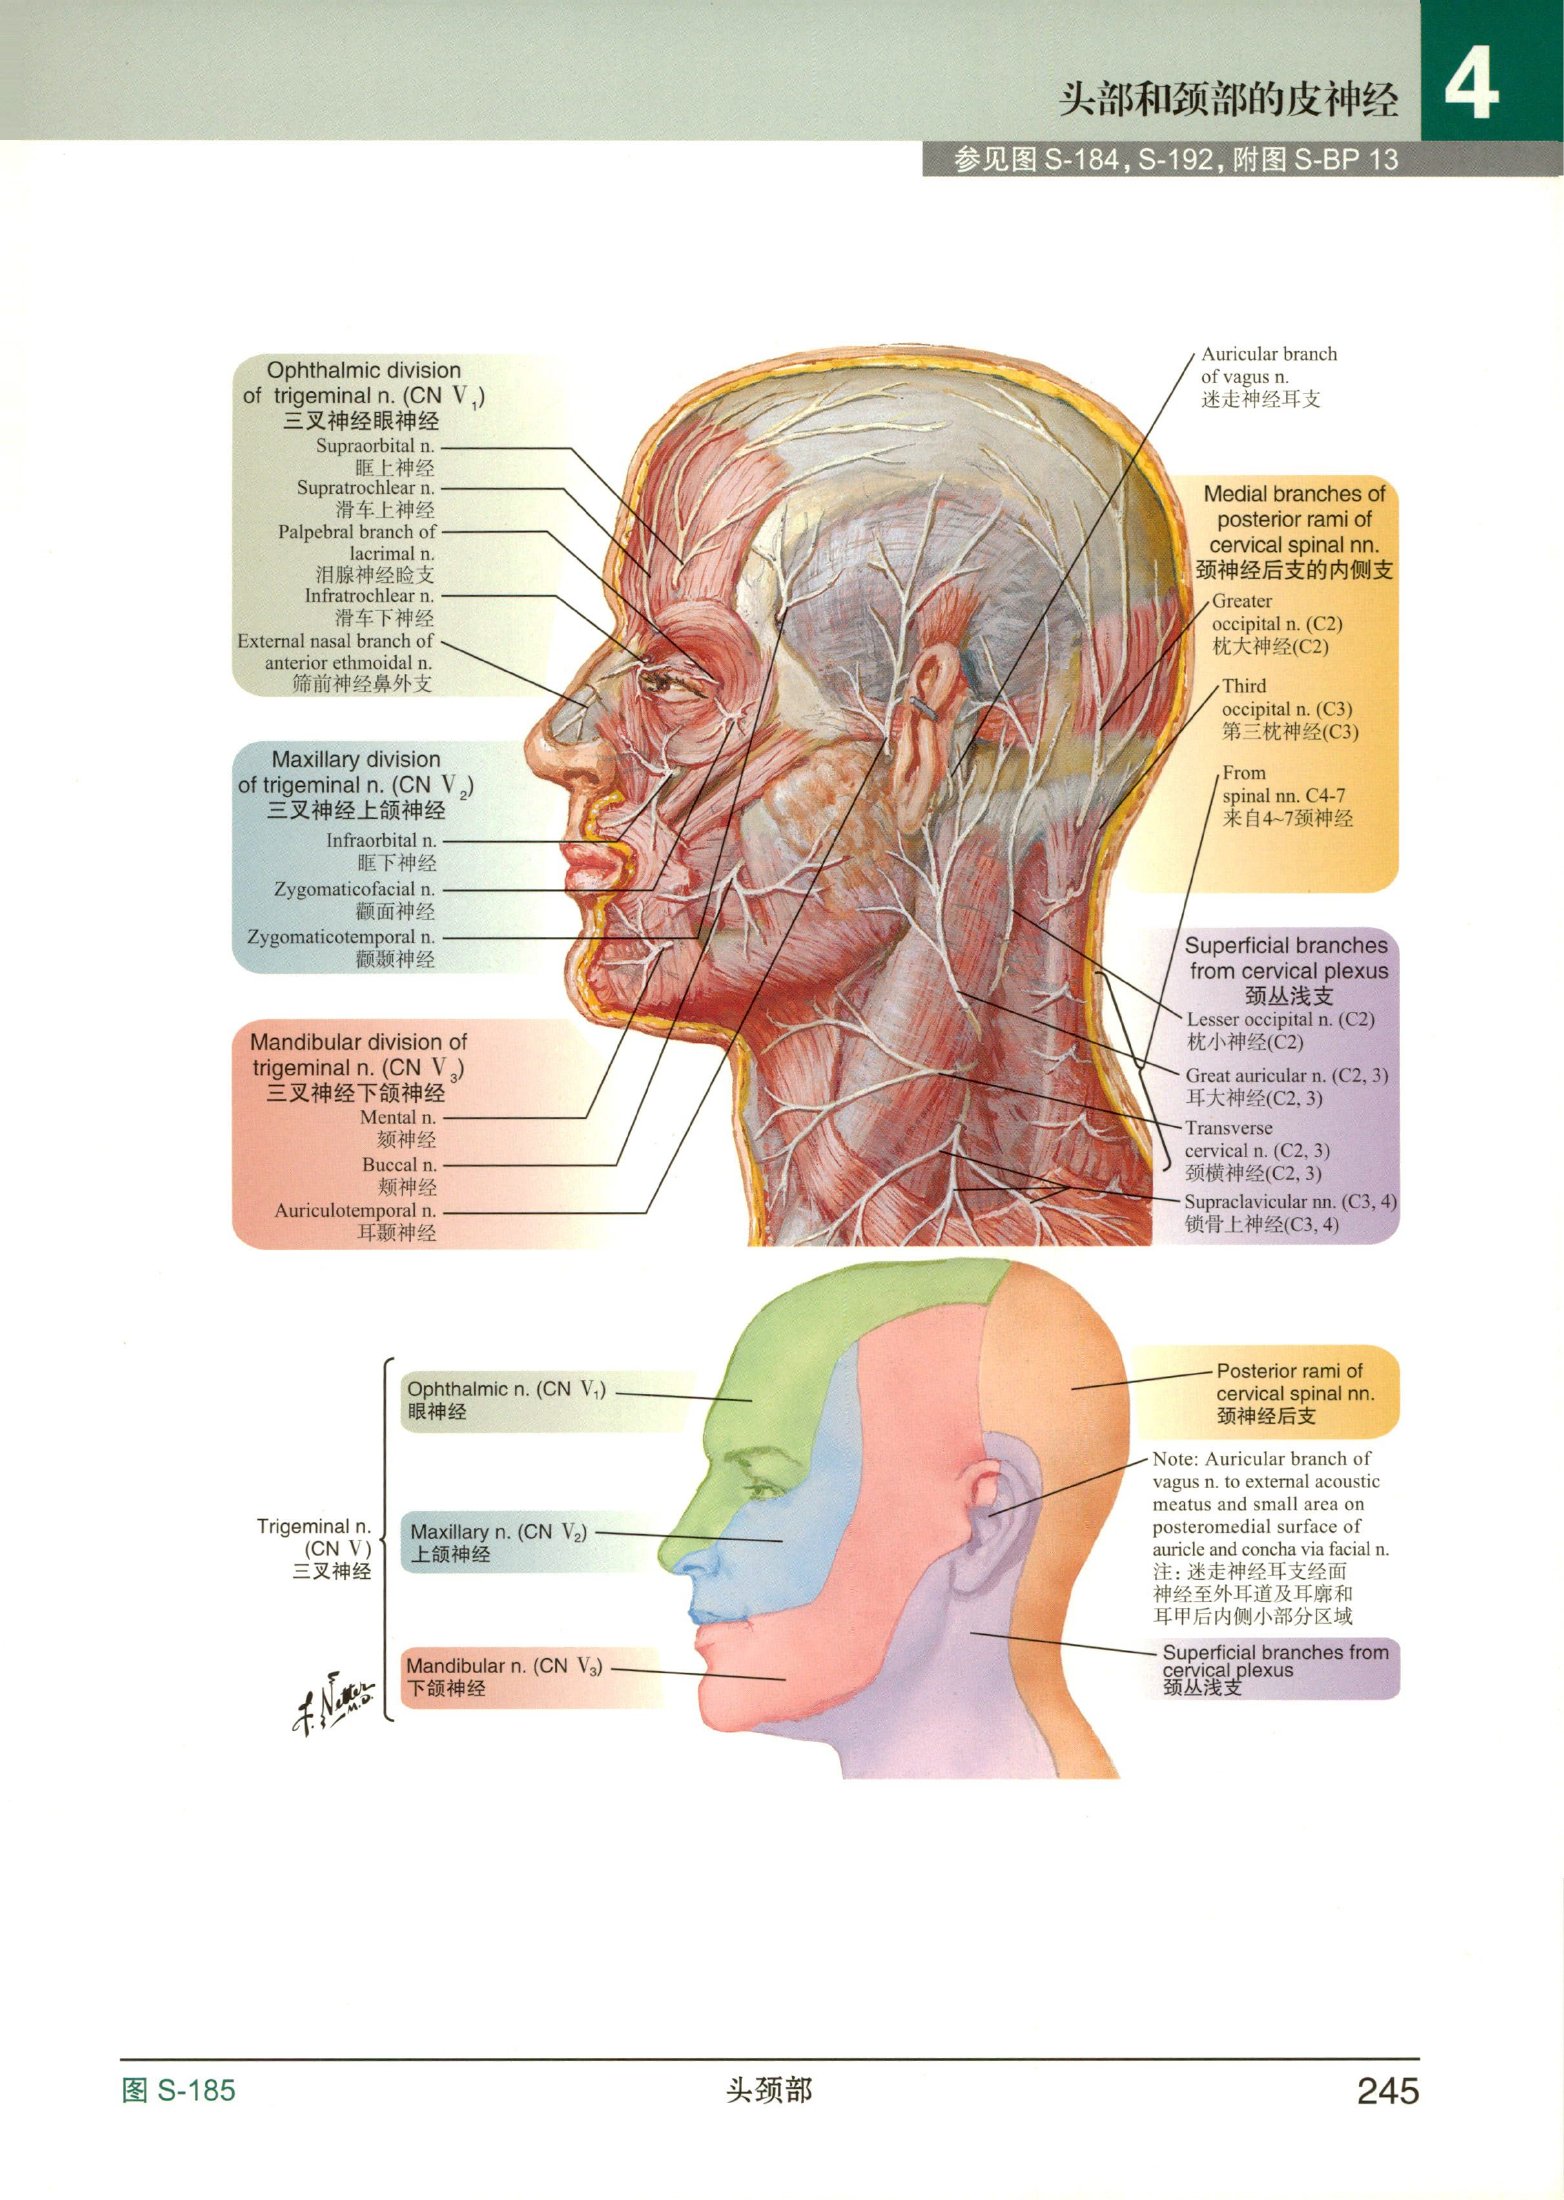 头部和颈部的皮神经
4
参见图 S-184, S-192, 附图 S-BP 13
Ophthalmic division
of trigeminal n. (CN V₁)
三叉神经眼神经
Supraorbital n.
眶上神经
Supratrochlear n.
滑车上神经
Palpebral branch of
lacrimal n.
泪腺神经睑支
Infratrochlear n.
滑车下神经
External nasal branch of
anterior ethmoidal n.
筛前神经鼻外支
Maxillary division
of trigeminal n. (CN V₂)
三叉神经上颌神经
Infraorbital n.
眶下神经
Zygomaticofacial n.
颧面神经
Zygomaticotemporal n.
颧颞神经
Mandibular division of
trigeminal n. (CN V₃)
三叉神经下颌神经
Mental n.
颏神经
Buccal n.
颊神经
Auriculotemporal n.
耳颞神经
Auricular branch
of vagus n.
迷走神经耳支
Medial branches of
posterior rami of
cervical spinal nn.
颈神经后支的内侧支
Greater
occipital n. (C2)
枕大神经(C2)
Third
occipital n. (C3)
第三枕神经(C3)
From
spinal nn. C4-7
来自4~7颈神经
Superficial branches
from cervical plexus
颈丛浅支
Lesser occipital n. (C2)
枕小神经(C2)
Great auricular n. (C2, 3)
耳大神经(C2, 3)
Transverse
cervical n. (C2, 3)
颈横神经(C2, 3)
Supraclavicular nn. (C3, 4)
锁骨上神经(C3, 4)
Trigeminal n.
(CN V)
三叉神经
Ophthalmic n. (CN V₁)
眼神经
Maxillary n. (CN V₂)
上颌神经
Mandibular n. (CN V₃)
下颌神经
Posterior rami of
cervical spinal nn.
颈神经后支
Note: Auricular branch of
vagus n. to external acoustic
meatus and small area on
posteromedial surface of
auricle and concha via facial n.
注: 迷走神经耳支经面
神经至外耳道及耳廓和
耳甲后内侧小部分区域
Superficial branches from
cervical plexus
颈丛浅支
F. Netter
M.D.
图 S-185
头颈部
245